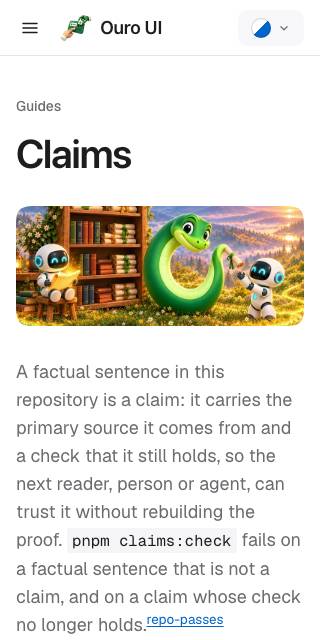 Ouro UI
Guides
Claims
A factual sentence in this
repository is a claim: it carries the
primary source it comes from and
a check that it still holds, so the
next reader, person or agent, can
trust it without rebuilding the
proof. pnpm claims:check fails on
a factual sentence that is not a
claim, and on a claim whose check
no longer holds.repo-passes